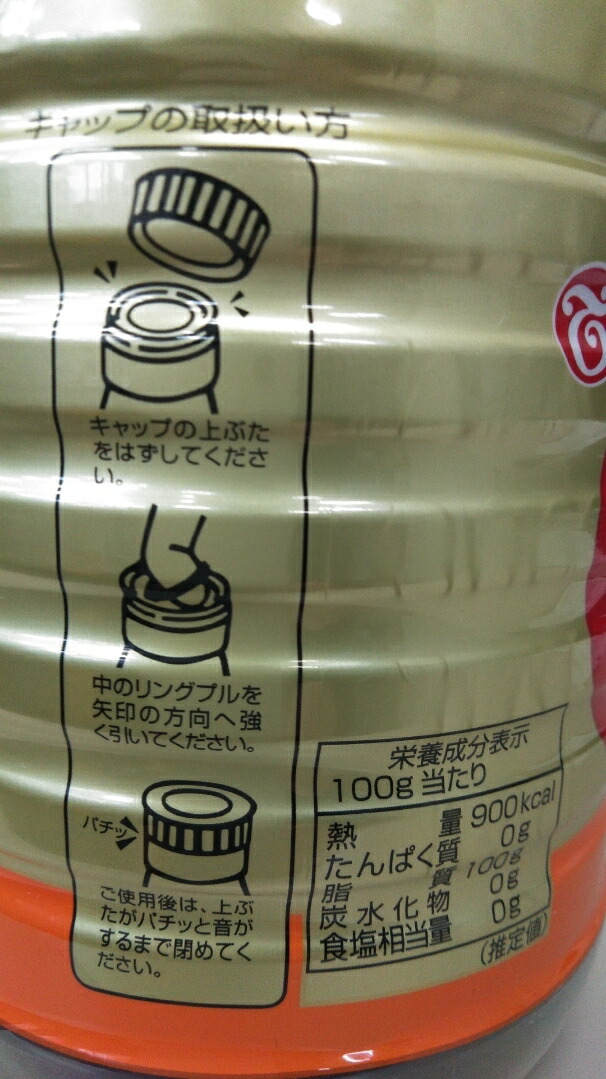 キャップの取扱い方
キャップの上ぶた
をはずしてくださ
い。
中のリングプルを
矢印の方向へ強
く引いてください。
パチッ
ご使用後は、上ぶ
たがパチッと音が
するまで閉めてく
ださい。
栄養成分表示
100g当たり
熱量 900kcal
たんぱく質 0g
脂質 100g
炭水化物 0g
食塩相当量 0g
(推定値)